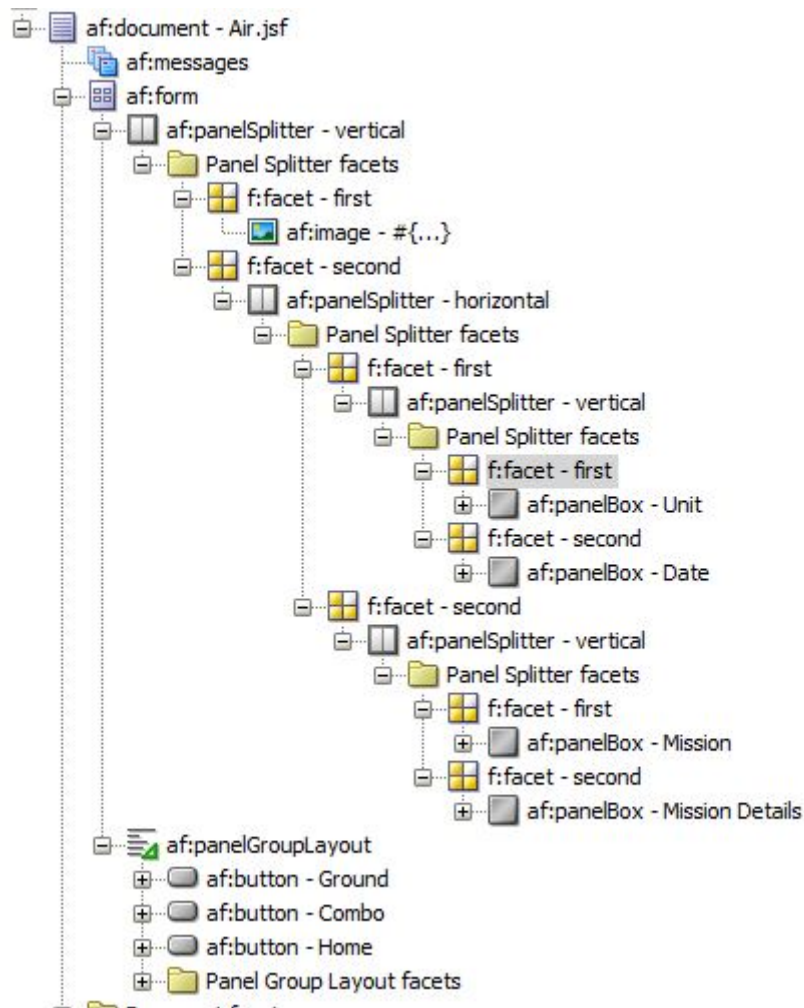 af:document - Air.jsf
af:messages
af:form
af:panelSplitter - vertical
Panel Splitter facets
f:facet - first
af:image - #{...}
f:facet - second
af:panelSplitter - horizontal
Panel Splitter facets
f:facet - first
af:panelSplitter - vertical
Panel Splitter facets
f:facet - first
af:panelBox - Unit
f:facet - second
af:panelBox - Date
f:facet - second
af:panelSplitter - vertical
Panel Splitter facets
f:facet - first
af:panelBox - Mission
f:facet - second
af:panelBox - Mission Details
af:panelGroupLayout
af:button - Ground
af:button - Combo
af:button - Home
Panel Group Layout facets